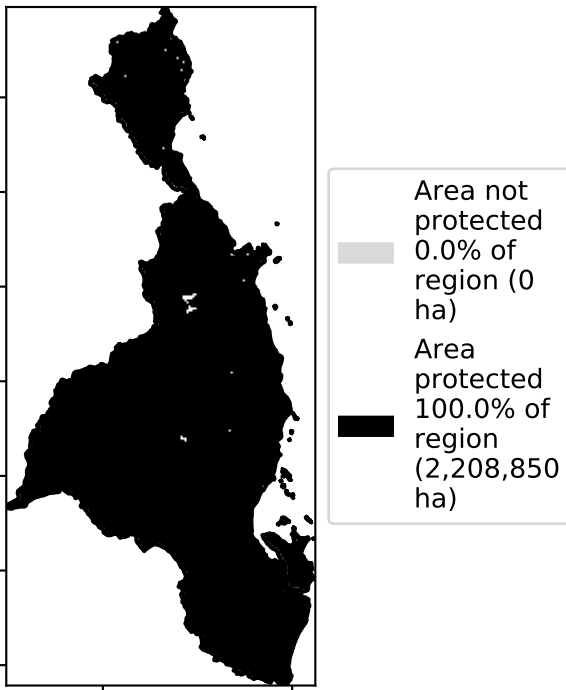 Area not
protected
0.0% of
region (0
ha)
Area
protected
100.0% of
region
(2,208,850
ha)